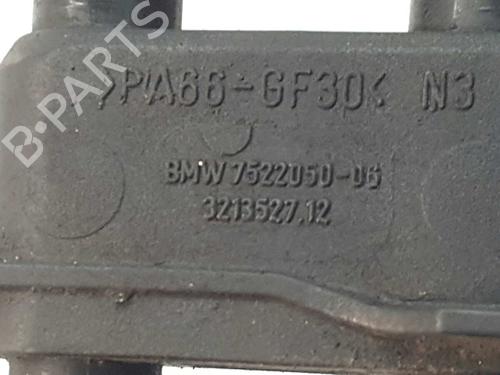 >PA66-GF30< N3
BMW 7522050-06
3213527.12
B-PARTS